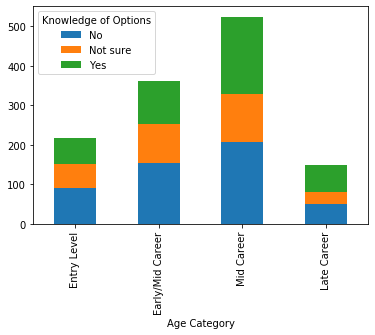 Knowledge of Options
No
Not sure
Yes
500
400
300
200
100
0
Entry Level
Early/Mid Career
Mid Career
Late Career
Age Category